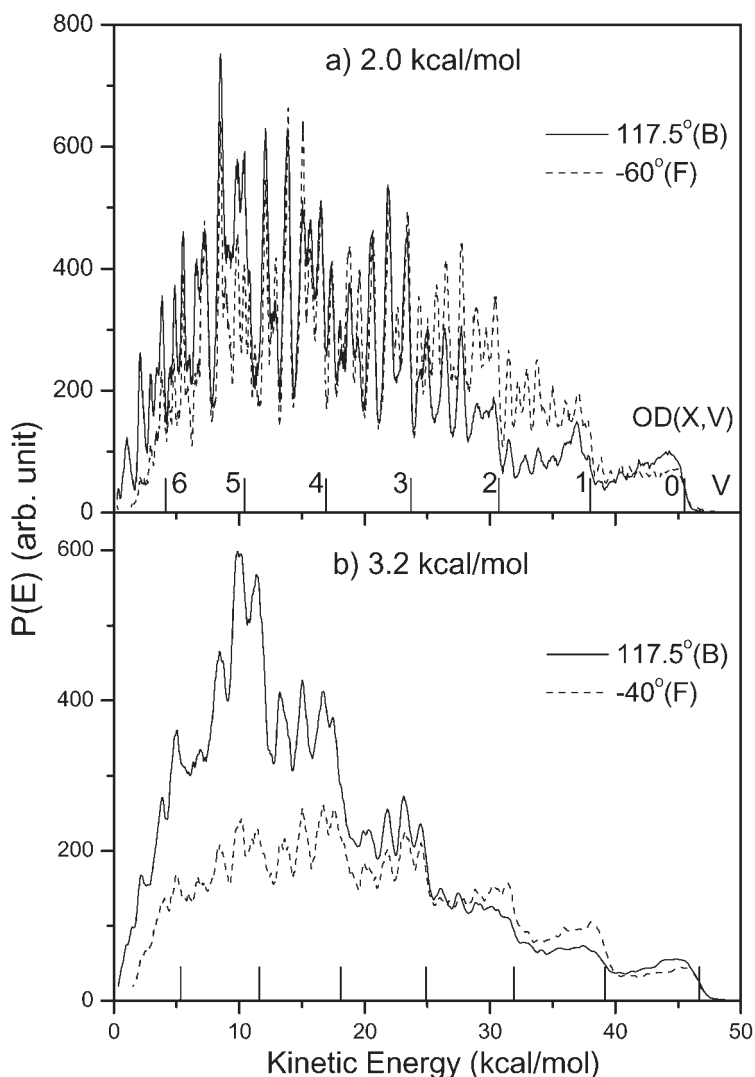 800
a) 2.0 kcal/mol
117.5°(B)
-60°(F)
600
400
200
OD(X,V)
6 5 4 3 2 1 0 V
0
P(E) (arb. unit)
600
b) 3.2 kcal/mol
117.5°(B)
-40°(F)
400
200
0
0 10 20 30 40 50
Kinetic Energy (kcal/mol)